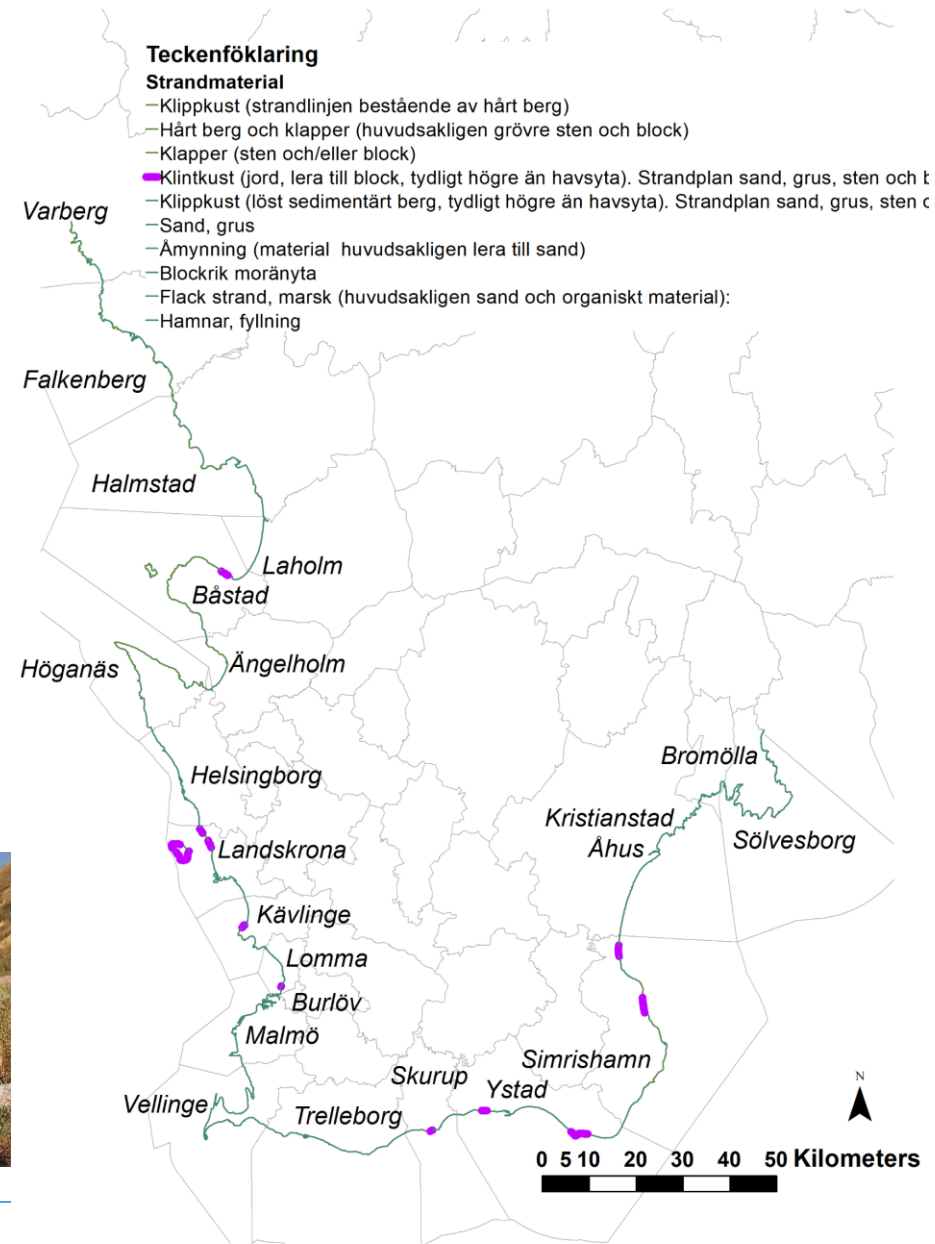 Teckenföklaring
Strandmaterial
Klippkust (strandlinjen bestående av hårt berg)
Hårt berg och klapper (huvudsakligen grövre sten och block)
Klapper (sten och/eller block)
Klintkust (jord, lera till block, tydligt högre än havsyta). Strandplan sand, grus, sten och
Klippkust (löst sedimentärt berg, tydligt högre än havsyta). Strandplan sand, grus, sten
Sand, grus
Åmynning (material huvudsakligen lera till sand)
Blockrik moränyta
Flack strand, marsk (huvudsakligen sand och organiskt material):
Hamnar, fyllning
Varberg
Falkenberg
Halmstad
Laholm
Båstad
Ängelholm
Höganäs
Helsingborg
Landskrona
Kävlinge
Lomma
Burlöv
Malmö
Vellinge
Trelleborg
Skurup
Ystad
Simrishamn
Bromölla
Kristianstad
Åhus
Sölvesborg
N
0 5 10 20 30 40 50 Kilometers